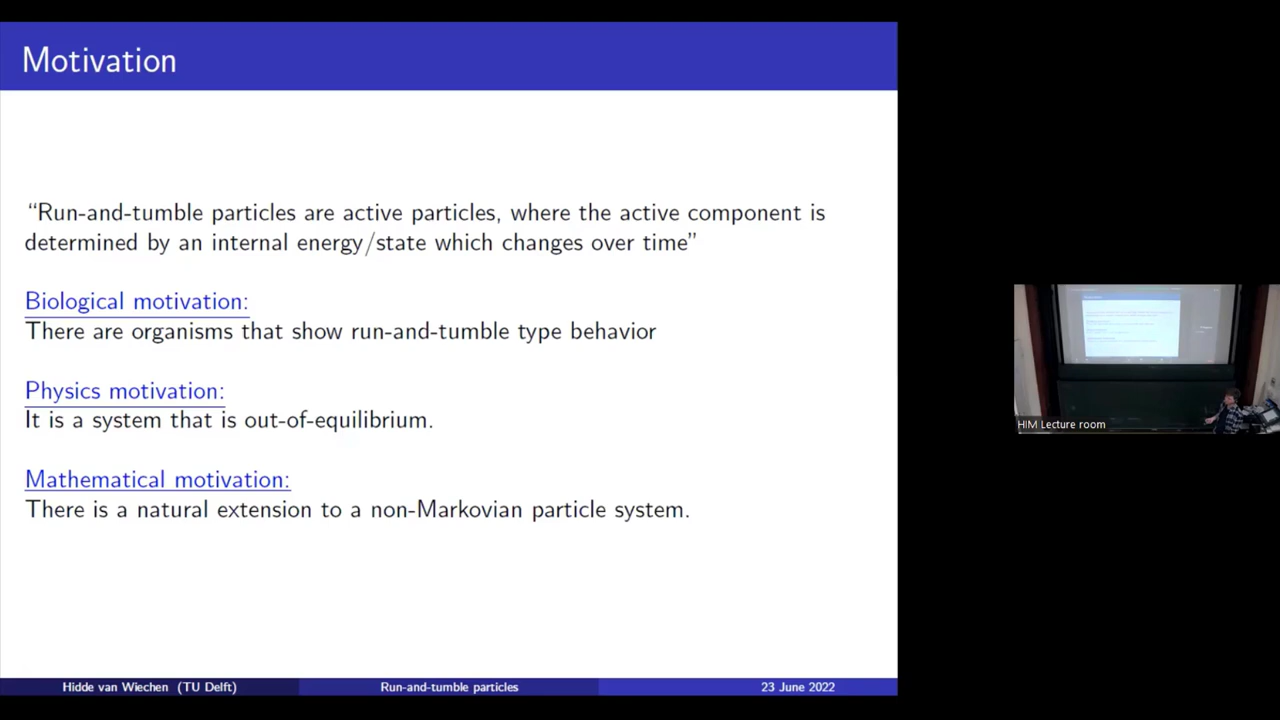 Motivation
“Run-and-tumble particles are active particles, where the active component is
determined by an internal energy/state which changes over time”
Biological motivation:
There are organisms that show run-and-tumble type behavior
Physics motivation:
It is a system that is out-of-equilibrium.
Mathematical motivation:
There is a natural extension to a non-Markovian particle system.
HIM Lecture room
Hidde van Wiechen (TU Delft) Run-and-tumble particles 23 June 2022